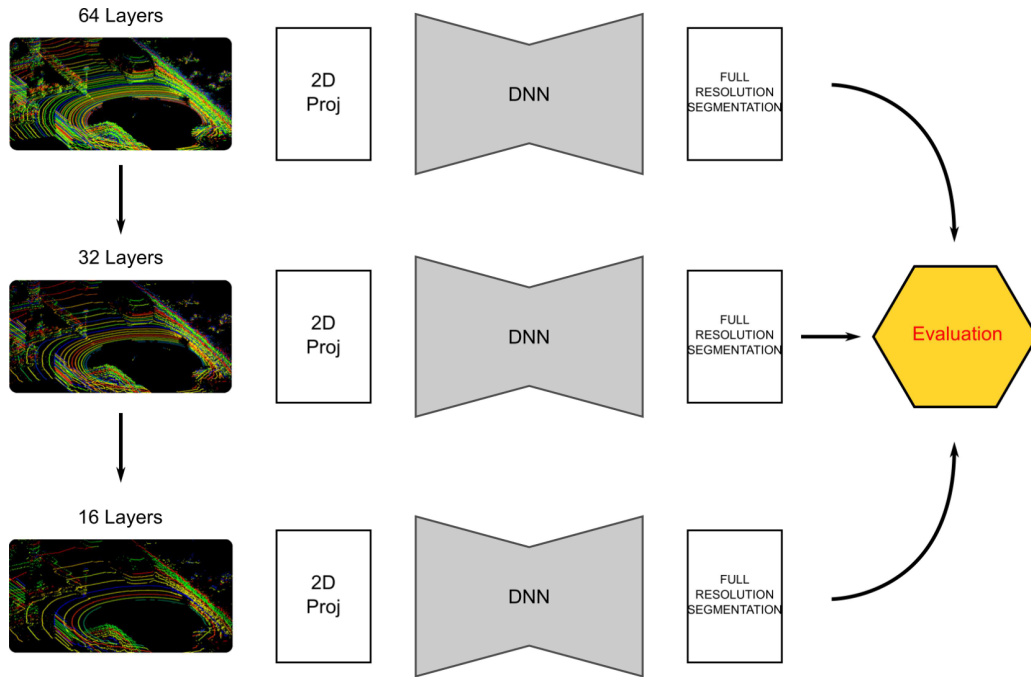 64 Layers
2D
Proj
DNN
FULL
RESOLUTION
SEGMENTATION
32 Layers
2D
Proj
DNN
FULL
RESOLUTION
SEGMENTATION
Evaluation
16 Layers
2D
Proj
DNN
FULL
RESOLUTION
SEGMENTATION